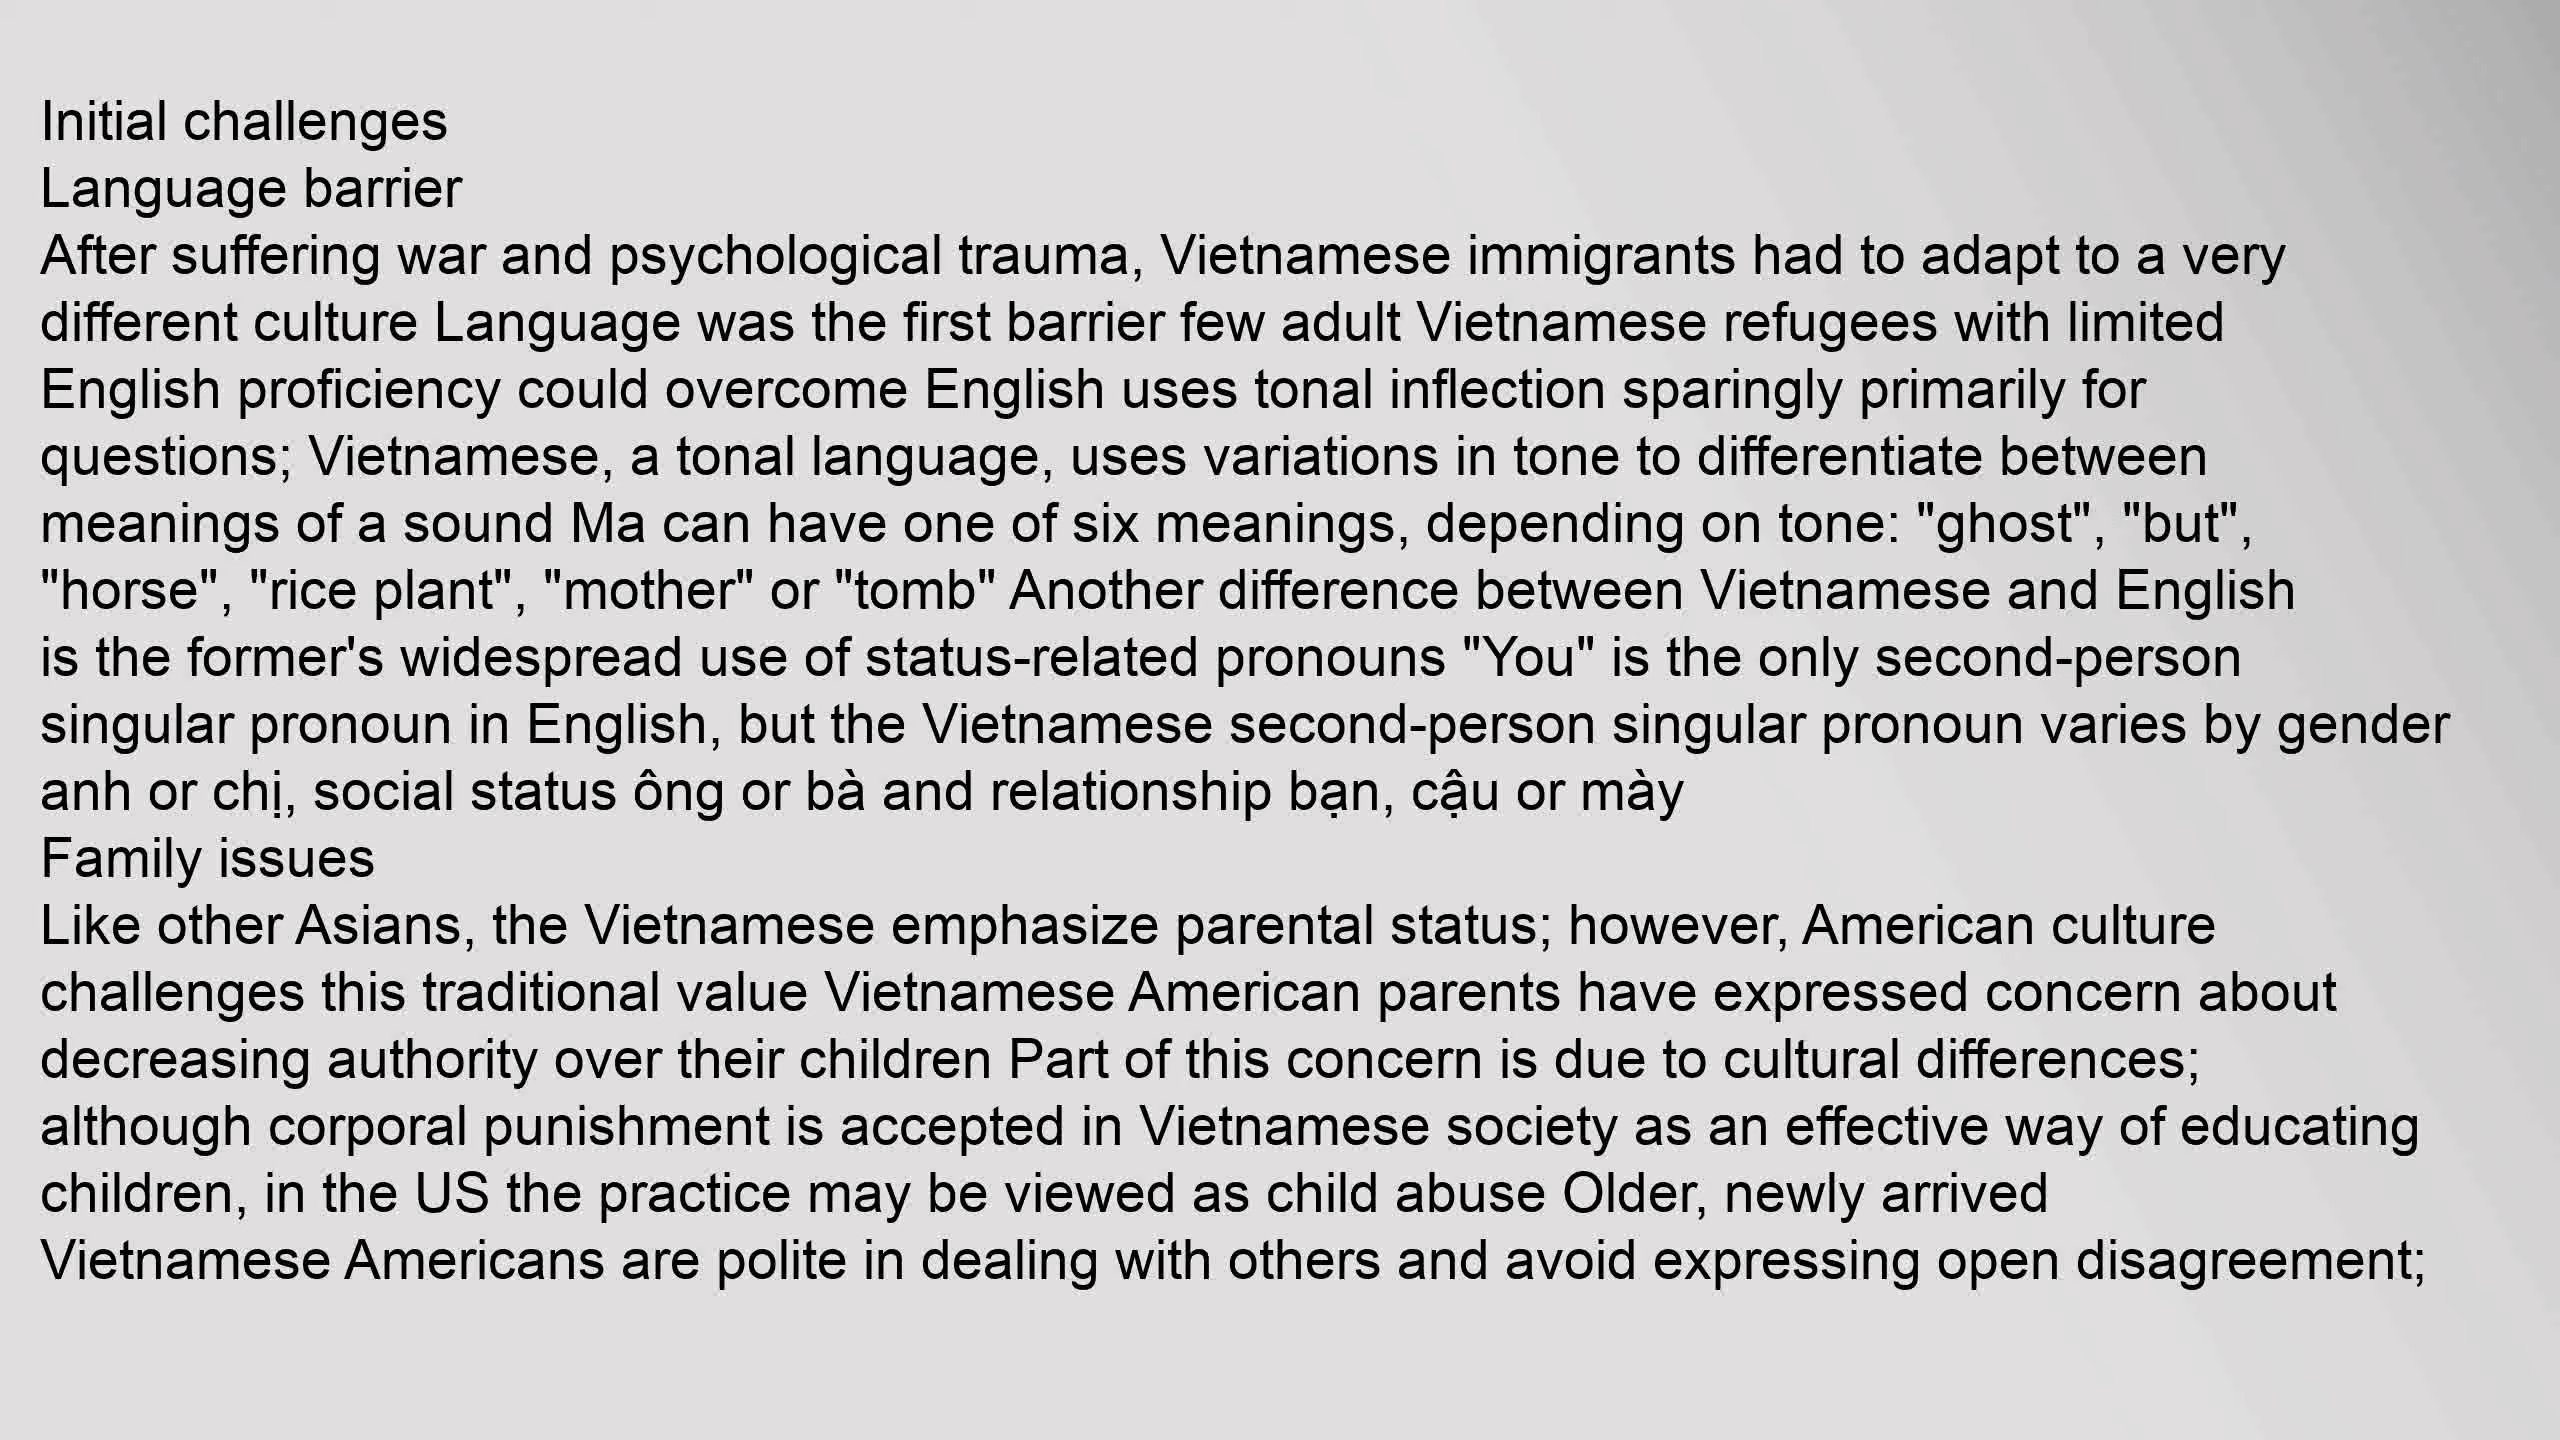 Initial challenges
Language barrier
After suffering war and psychological trauma, Vietnamese immigrants had to adapt to a very
different culture Language was the first barrier few adult Vietnamese refugees with limited
English proficiency could overcome English uses tonal inflection sparingly primarily for
questions; Vietnamese, a tonal language, uses variations in tone to differentiate between
meanings of a sound Ma can have one of six meanings, depending on tone: "ghost", "but",
"horse", "rice plant", "mother" or "tomb" Another difference between Vietnamese and English
is the former's widespread use of status-related pronouns "You" is the only second-person
singular pronoun in English, but the Vietnamese second-person singular pronoun varies by gender
anh or chị, social status ông or bà and relationship bạn, cậu or mày
Family issues
Like other Asians, the Vietnamese emphasize parental status; however, American culture
challenges this traditional value Vietnamese American parents have expressed concern about
decreasing authority over their children Part of this concern is due to cultural differences;
although corporal punishment is accepted in Vietnamese society as an effective way of educating
children, in the US the practice may be viewed as child abuse Older, newly arrived
Vietnamese Americans are polite in dealing with others and avoid expressing open disagreement;